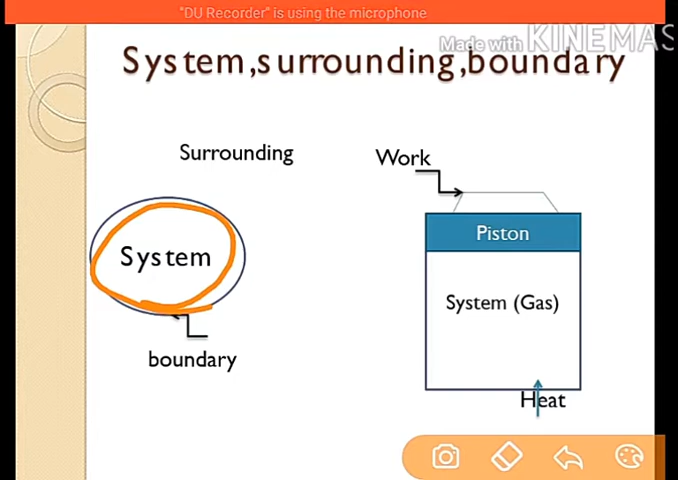 "DU Recorder" is using the microphone
Made with KINEMAS
System,surrounding,boundary
Surrounding
Work
Piston
System
System (Gas)
boundary
Heat